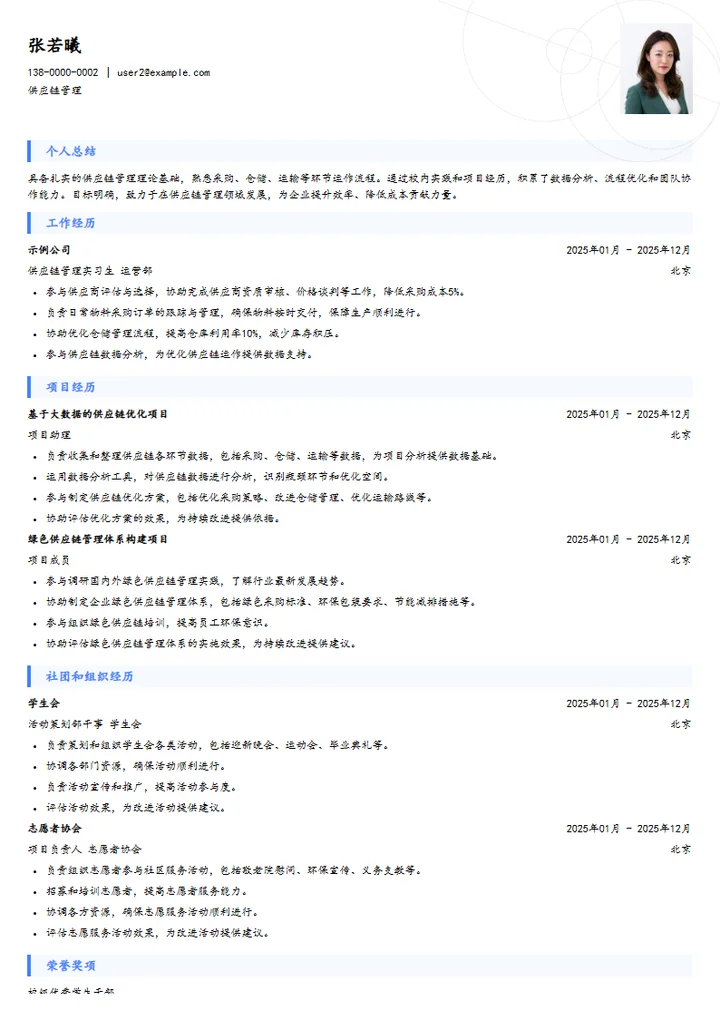 张若曦
138-0000-0002 | user2@example.com
供应链管理
个人总结
具备扎实的供应链管理理论基础，熟悉采购、仓储、运输等环节运作流程。通过校内实践和项目经历，积累了数据分析、流程优化和团队协
作能力。目标明确，致力于在供应链管理领域发展，为企业提升效率、降低成本贡献力量。
工作经历
示例公司 2025年01月 - 2025年12月
供应链管理实习生 运营部 北京
• 参与供应商评估与选择，协助完成供应商资质审核、价格谈判等工作，降低采购成本5%。
• 负责日常物料采购订单的跟踪与管理，确保物料按时交付，保障生产顺利进行。
• 协助优化仓储管理流程，提高仓库利用率10%，减少库存积压。
• 参与供应链数据分析，为优化供应链运作提供数据支持。
项目经历
基于大数据的供应链优化项目 2025年01月 - 2025年12月
项目助理 北京
• 负责收集和整理供应链各环节数据，包括采购、仓储、运输等数据，为项目分析提供数据基础。
• 运用数据分析工具，对供应链数据进行分析，识别瓶颈环节和优化空间。
• 参与制定供应链优化方案，包括优化采购策略、改进仓储管理、优化运输路线等。
• 协助评估优化方案的效果，为持续改进提供依据。
绿色供应链管理体系构建项目 2025年01月 - 2025年12月
项目成员 北京
• 参与调研国内外绿色供应链管理实践，了解行业最新发展趋势。
• 协助制定企业绿色供应链管理体系，包括绿色采购标准、环保包装要求、节能减排措施等。
• 参与组织绿色供应链培训，提高员工环保意识。
• 协助评估绿色供应链管理体系的实施效果，为持续改进提供建议。
社团和组织经历
学生会 2025年01月 - 2025年12月
活动策划部干事 学生会 北京
• 负责策划和组织学生会各类活动，包括迎新晚会、运动会、毕业典礼等。
• 协调各部门资源，确保活动顺利进行。
• 负责活动宣传和推广，提高活动参与度。
• 评估活动效果，为改进活动提供建议。
志愿者协会 2025年01月 - 2025年12月
项目负责人 志愿者协会 北京
• 负责组织志愿者参与社区服务活动，包括敬老院慰问、环保宣传、义务支教等。
• 招募和培训志愿者，提高志愿者服务能力。
• 协调各方资源，确保志愿服务活动顺利进行。
• 评估志愿服务活动效果，为改进活动提供建议。
荣誉奖项
校级优秀学生干部